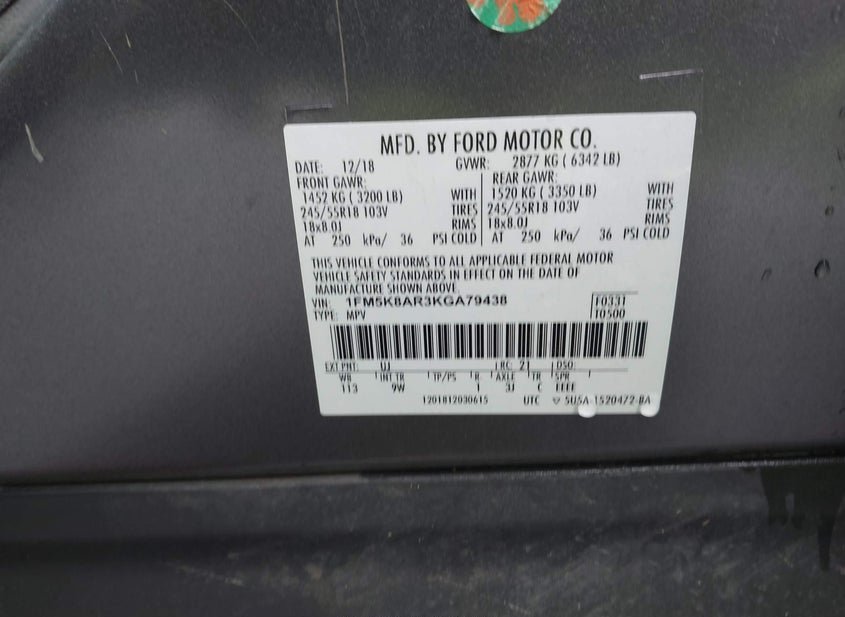 MFD. BY FORD MOTOR CO.
DATE: 12/18 GVWR: 2877 KG ( 6342 LB)
FRONT GAWR: REAR GAWR:
1452 KG ( 3200 LB) WITH 1520 KG ( 3350 LB) WITH
245/55R18 103V TIRES 245/55R18 103V TIRES
18x8.0J RIMS 18x8.0J RIMS
AT 250 kPa/ 36 PSI COLD AT 250 kPa/ 36 PSI COLD
THIS VEHICLE CONFORMS TO ALL APPLICABLE FEDERAL MOTOR
VEHICLE SAFETY STANDARDS IN EFFECT ON THE DATE OF
MANUFACTURE SHOWN ABOVE.
VIN: 1FM5K8AR3KGA79438 F0331
TYPE: MPV T0500
EXT PNT: UJ RC: 21 DSO:
WB INT TR TP/PS R AXLE TR SPR
113 9W 1 3J C EEEE
1201812030615 UTC 5U5A-1520472-BA